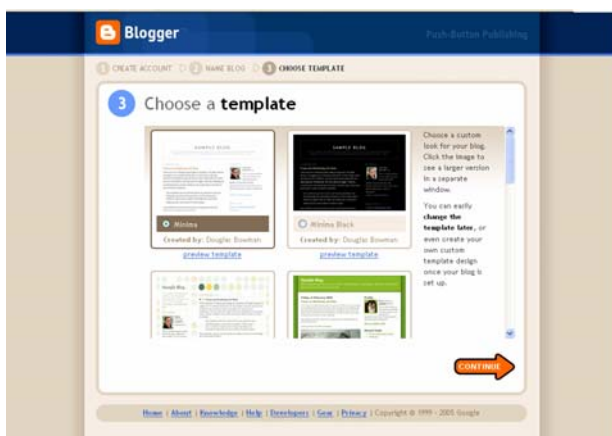 Blogger
Push-Button Publishing
1 CREATE ACCOUNT 2 NAME BLOG 3 CHOOSE TEMPLATE
3 Choose a template
SAMPLE BLOG
SAMPLE BLOG
Minima
Minima Black
Created by: Douglas Bowman
Created by: Douglas Bowman
preview template
preview template
Choose a custom
look for your blog.
Click the image to
see a larger version
in a separate
window.
You can easily
change the
template later, or
even create your
own custom
template design
once your blog is
set up.
Sample Blog
Sample Blog
CONTINUE
Home | About | Knowledge | Help | Developers | Gear | Privacy | Copyright © 1999 - 2005 Google